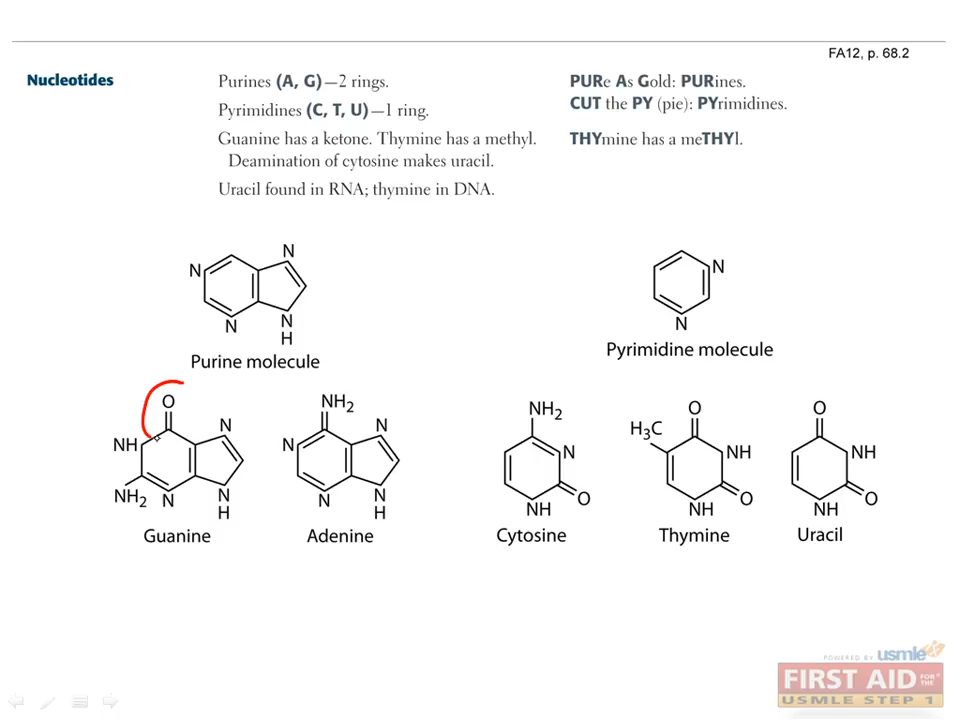 FA12, p. 68.2
Nucleotides
Purines (A, G)—2 rings.
Pyrimidines (C, T, U)—1 ring.
Guanine has a ketone. Thymine has a methyl.
Deamination of cytosine makes uracil.
Uracil found in RNA; thymine in DNA.
PURe As Gold: PURines.
CUT the PY (pie): PYrimidines.
THYmine has a meTHYl.
N
N
N
N
H
Purine molecule
N
N
Pyrimidine molecule
O
NH
NH2
N
N
N
H
Guanine
NH2
N
N
N
N
H
Adenine
NH2
N
O
NH
Cytosine
O
H3C
NH
O
NH
Thymine
O
NH
O
NH
Uracil
POWERED BY usmle
FIRST AID FOR THE
USMLE STEP 1